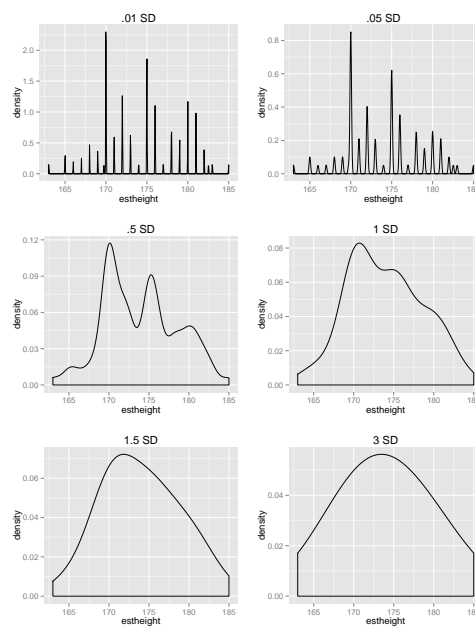 .01 SD
.05 SD
density
2.0
1.5
1.0
0.5
0.0
165 170 175 180 185
estheight
density
0.8
0.6
0.4
0.2
0.0
165 170 175 180 185
estheight
.5 SD
1 SD
density
0.12
0.09
0.06
0.03
0.00
165 170 175 180 185
estheight
density
0.08
0.06
0.04
0.02
0.00
165 170 175 180 185
estheight
1.5 SD
3 SD
density
0.06
0.04
0.02
0.00
165 170 175 180 185
estheight
density
0.04
0.02
0.00
165 170 175 180 185
estheight